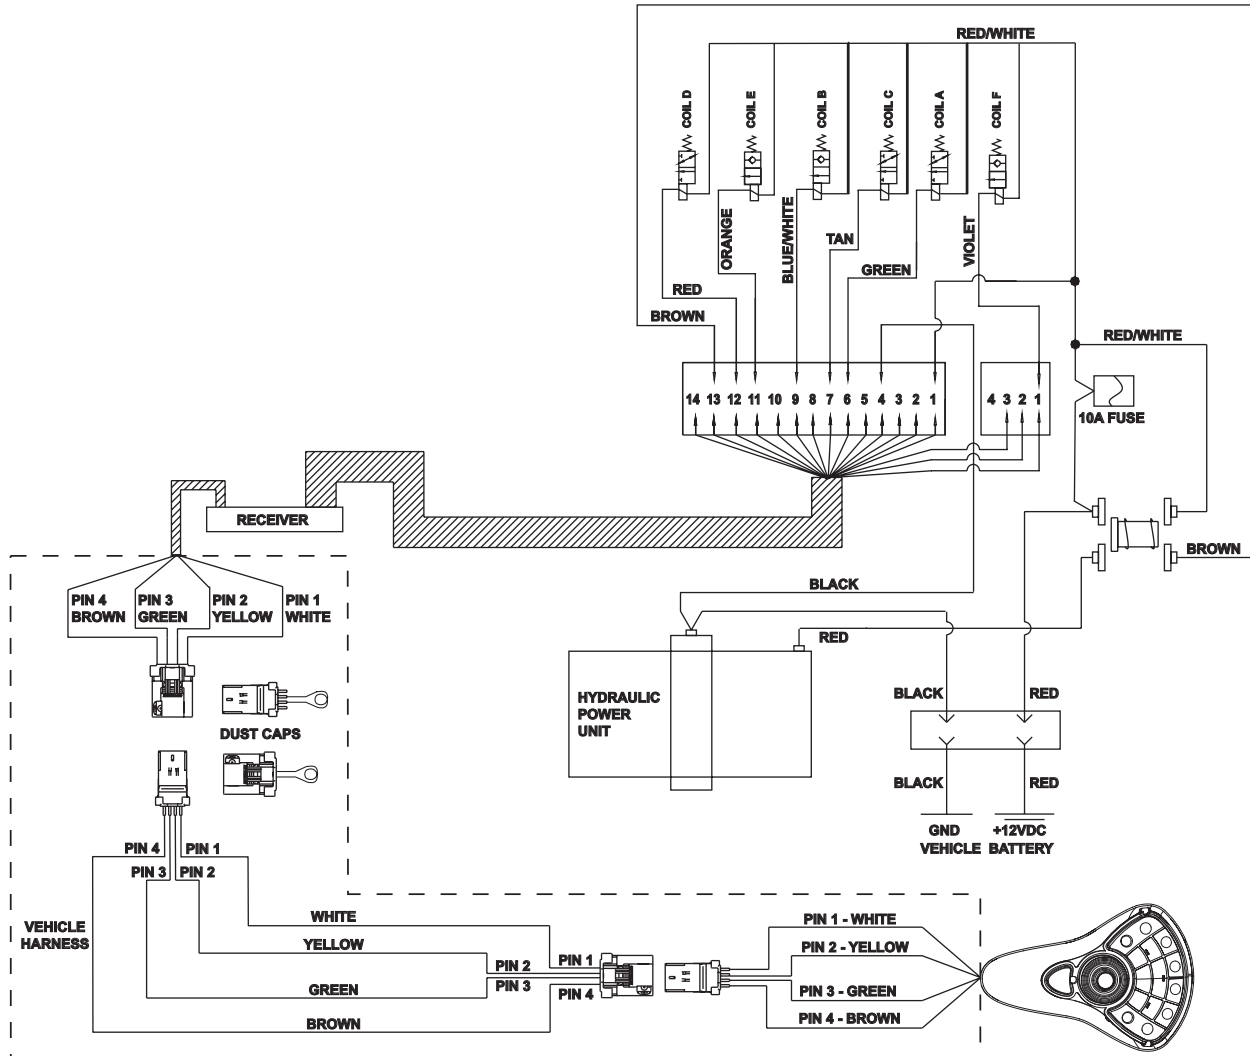 RED/WHITE
COIL D
COIL E
COIL B
COIL C
COIL A
COIL F
ORANGE
BLUE/WHITE
TAN
GREEN
VIOLET
RED
BROWN
RED/WHITE
14 13 12 11 10 9 8 7 6 5 4 3 2 1
4 3 2 1
10A FUSE
RECEIVER
BROWN
BLACK
RED
PIN 4
BROWN
PIN 3
GREEN
PIN 2
YELLOW
PIN 1
WHITE
HYDRAULIC
POWER
UNIT
BLACK
RED
DUST CAPS
BLACK
RED
GND
VEHICLE
+12VDC
BATTERY
PIN 4
PIN 1
PIN 3
PIN 2
VEHICLE
HARNESS
WHITE
YELLOW
GREEN
BROWN
PIN 1
PIN 2
PIN 3
PIN 4
PIN 1 - WHITE
PIN 2 - YELLOW
PIN 3 - GREEN
PIN 4 - BROWN